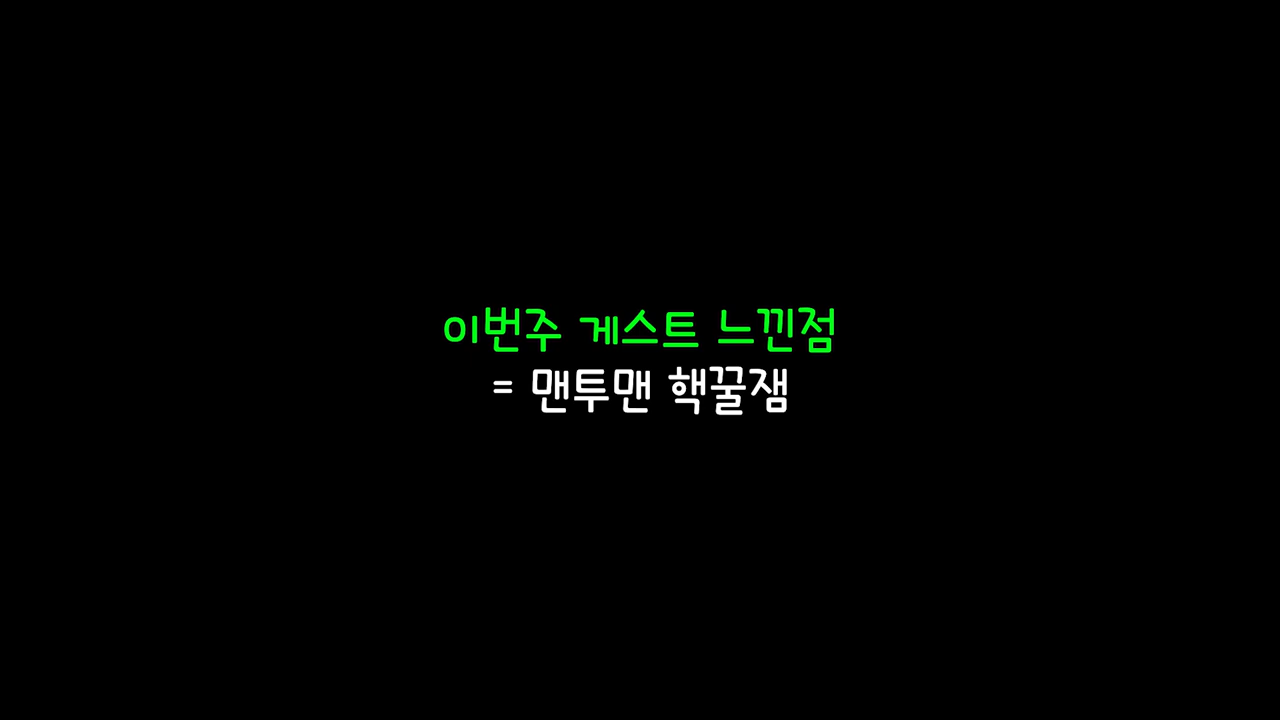 이번주 게스트 느낀점
= 맨투맨 핵꿀잼